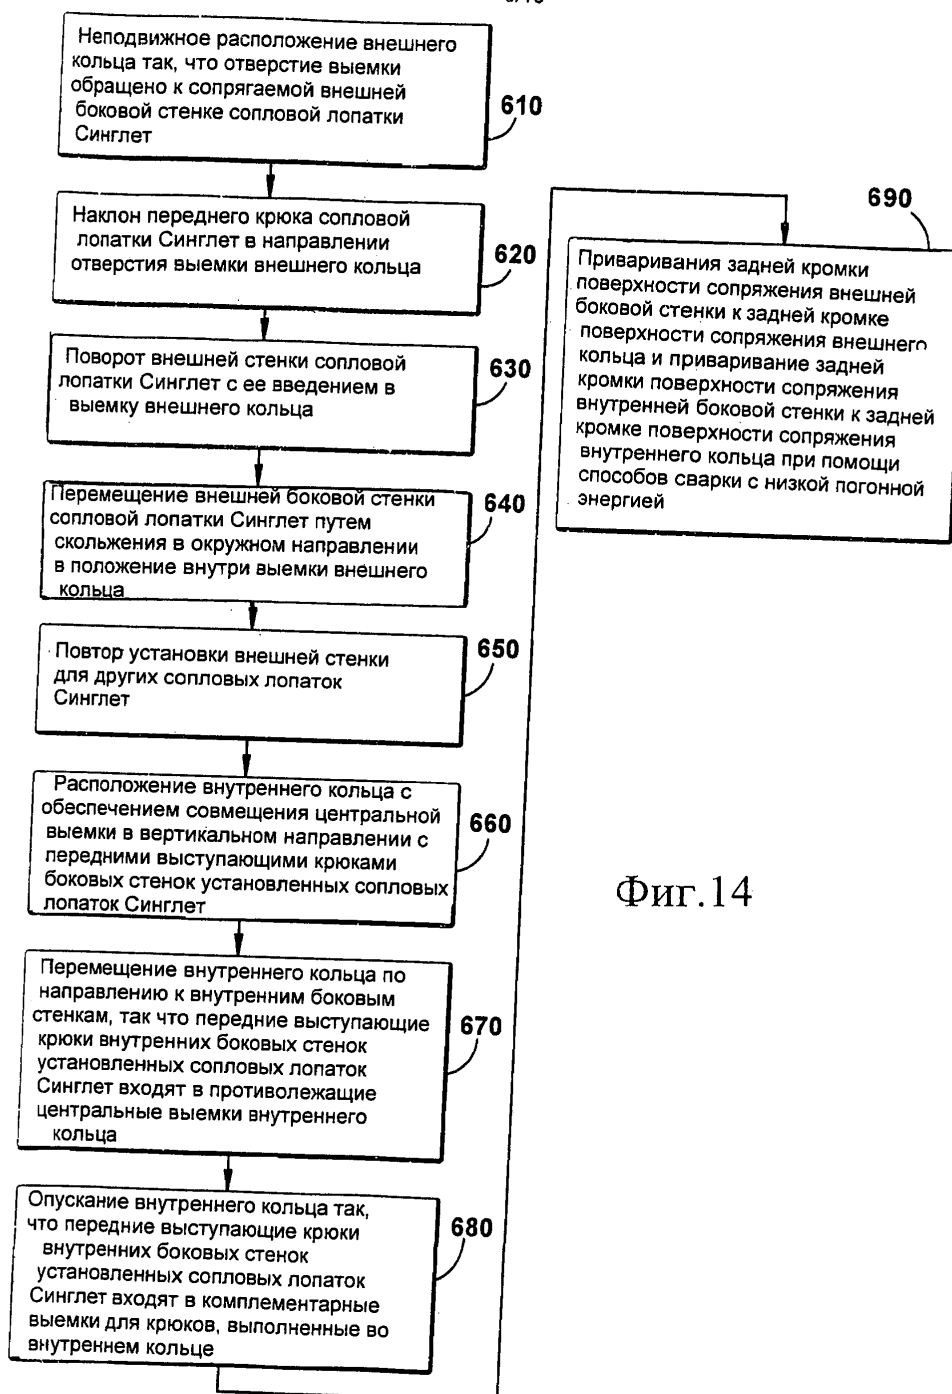 Неподвижное расположение внешнего
кольца так, что отверстие выемки
обращено к сопрягаемой внешней
боковой стенке сопловой лопатки
Синглет
610
Наклон переднего крюка сопловой
лопатки Синглет в направлении
отверстия выемки внешнего кольца
620
Поворот внешней стенки сопловой
лопатки Синглет с ее введением в
выемку внешнего кольца
630
Перемещение внешней боковой стенки
сопловой лопатки Синглет путем
скольжения в окружном направлении
в положение внутри выемки внешнего
кольца
640
Повтор установки внешней стенки
для других сопловых лопаток
Синглет
650
Расположение внутреннего кольца с
обеспечением совмещения центральной
выемки в вертикальном направлении с
передними выступающими крюками
боковых стенок установленных сопловых
лопаток Синглет
660
Перемещение внутреннего кольца по
направлению к внутренним боковым
стенкам, так что передние выступающие
крюки внутренних боковых стенок
установленных сопловых лопаток
Синглет входят в противолежащие
центральные выемки внутреннего
кольца
670
Опускание внутреннего кольца так,
что передние выступающие крюки
внутренних боковых стенок
установленных сопловых лопаток
Синглет входят в комплементарные
выемки для крюков, выполненные во
внутреннем кольце
680
690
Приваривания задней кромки
поверхности сопряжения внешней
боковой стенки к задней кромке
поверхности сопряжения внешнего
кольца и приваривание задней
кромки поверхности сопряжения
внутренней боковой стенки к задней
кромке поверхности сопряжения
внутреннего кольца при помощи
способов сварки с низкой погонной
энергией
Фиг.14